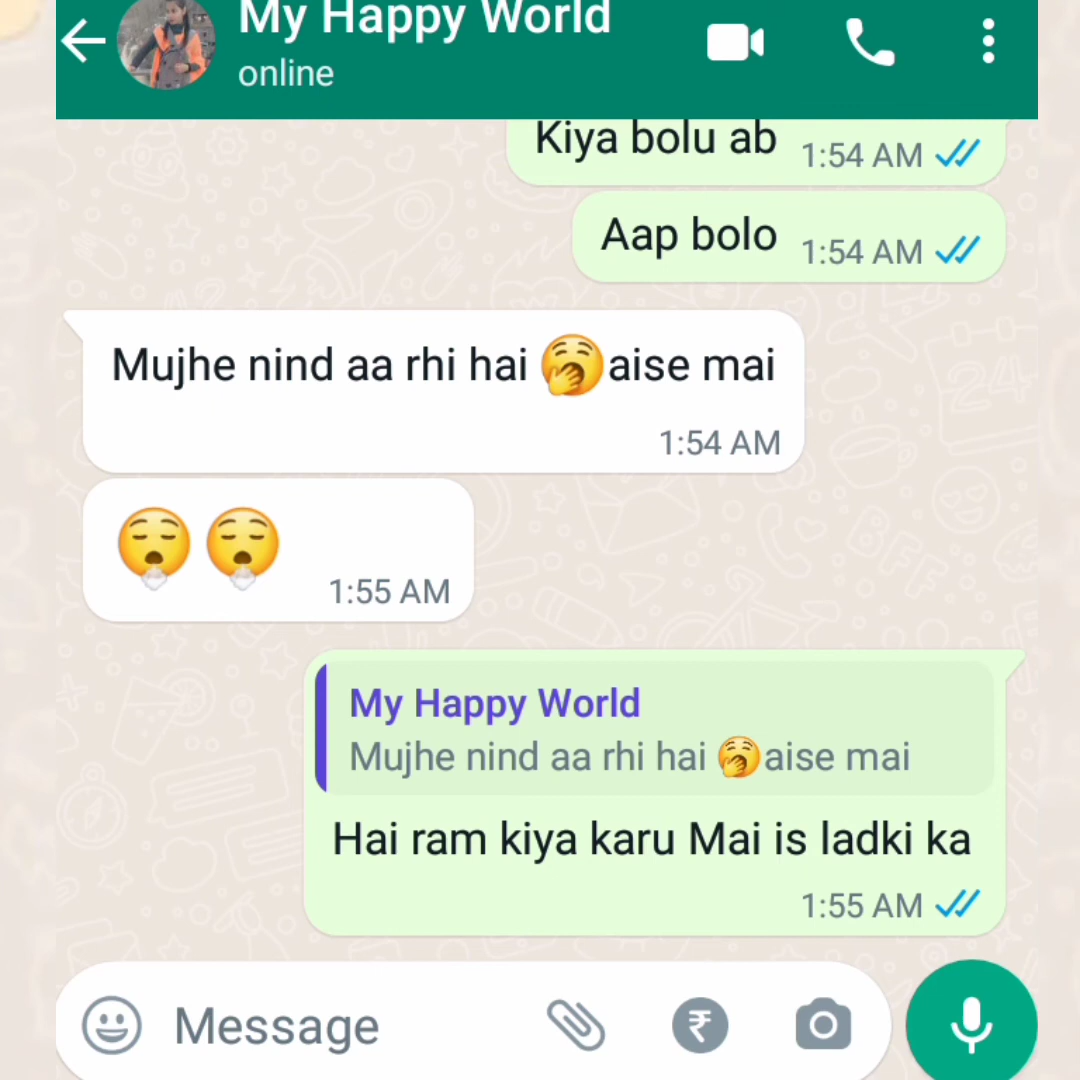 My Happy World
online
Kiya bolu ab 1:54 AM
Aap bolo 1:54 AM
Mujhe nind aa rhi hai 🥱aise mai
1:54 AM
😮‍💨 😮‍💨 1:55 AM
My Happy World
Mujhe nind aa rhi hai 🥱aise mai
Hai ram kiya karu Mai is ladki ka
1:55 AM
Message ₹